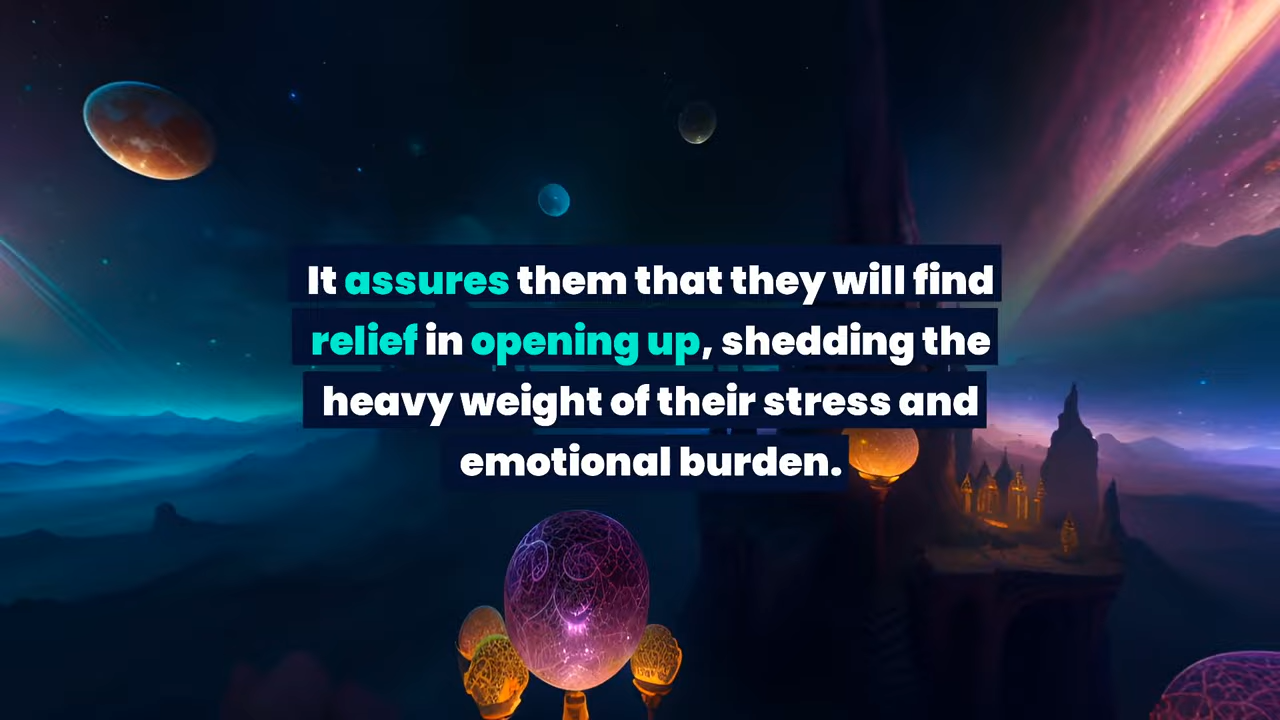 It assures them that they will find
relief in opening up, shedding the
heavy weight of their stress and
emotional burden.